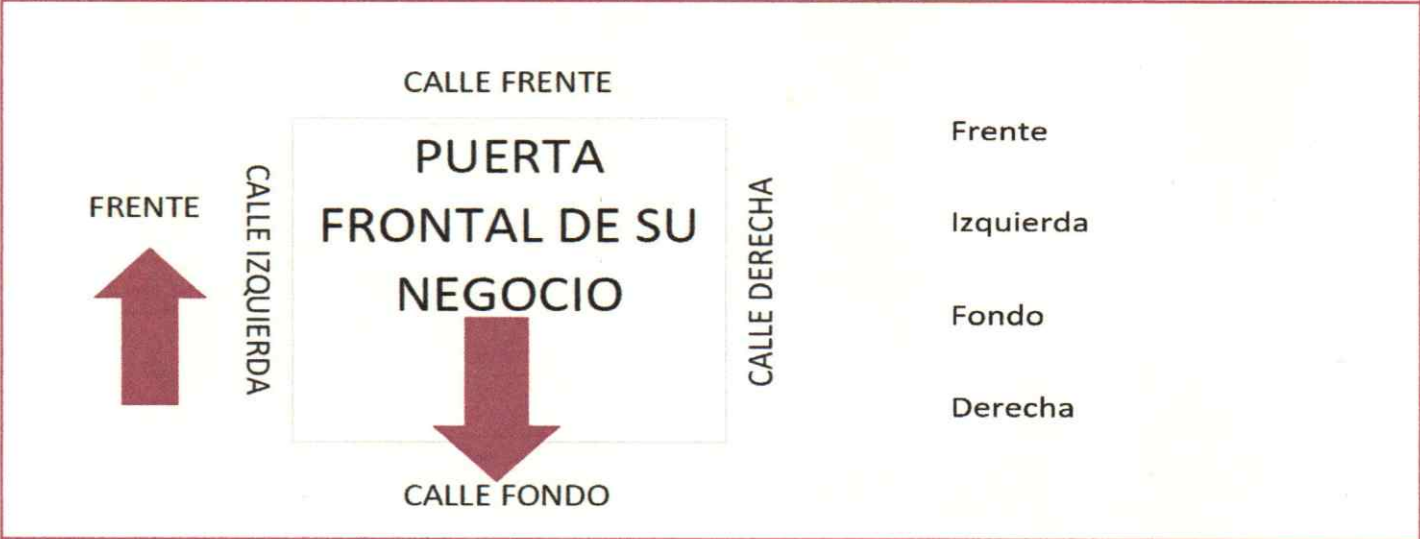 CALLE FRENTE
FRENTE
CALLE IZQUIERDA
PUERTA
FRONTAL DE SU
NEGOCIO
CALLE DERECHA
CALLE FONDO
Frente
Izquierda
Fondo
Derecha